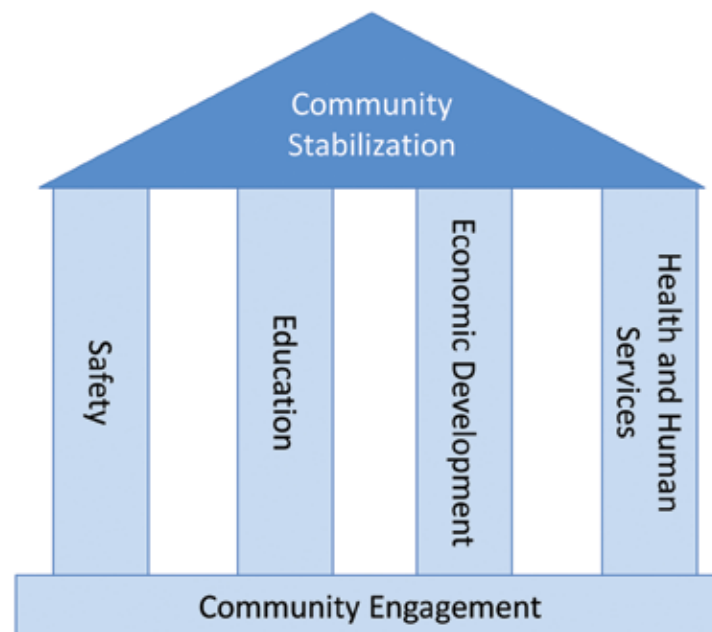 Community
Stabilization
Safety
Education
Economic Development
Health and Human
Services
Community Engagement